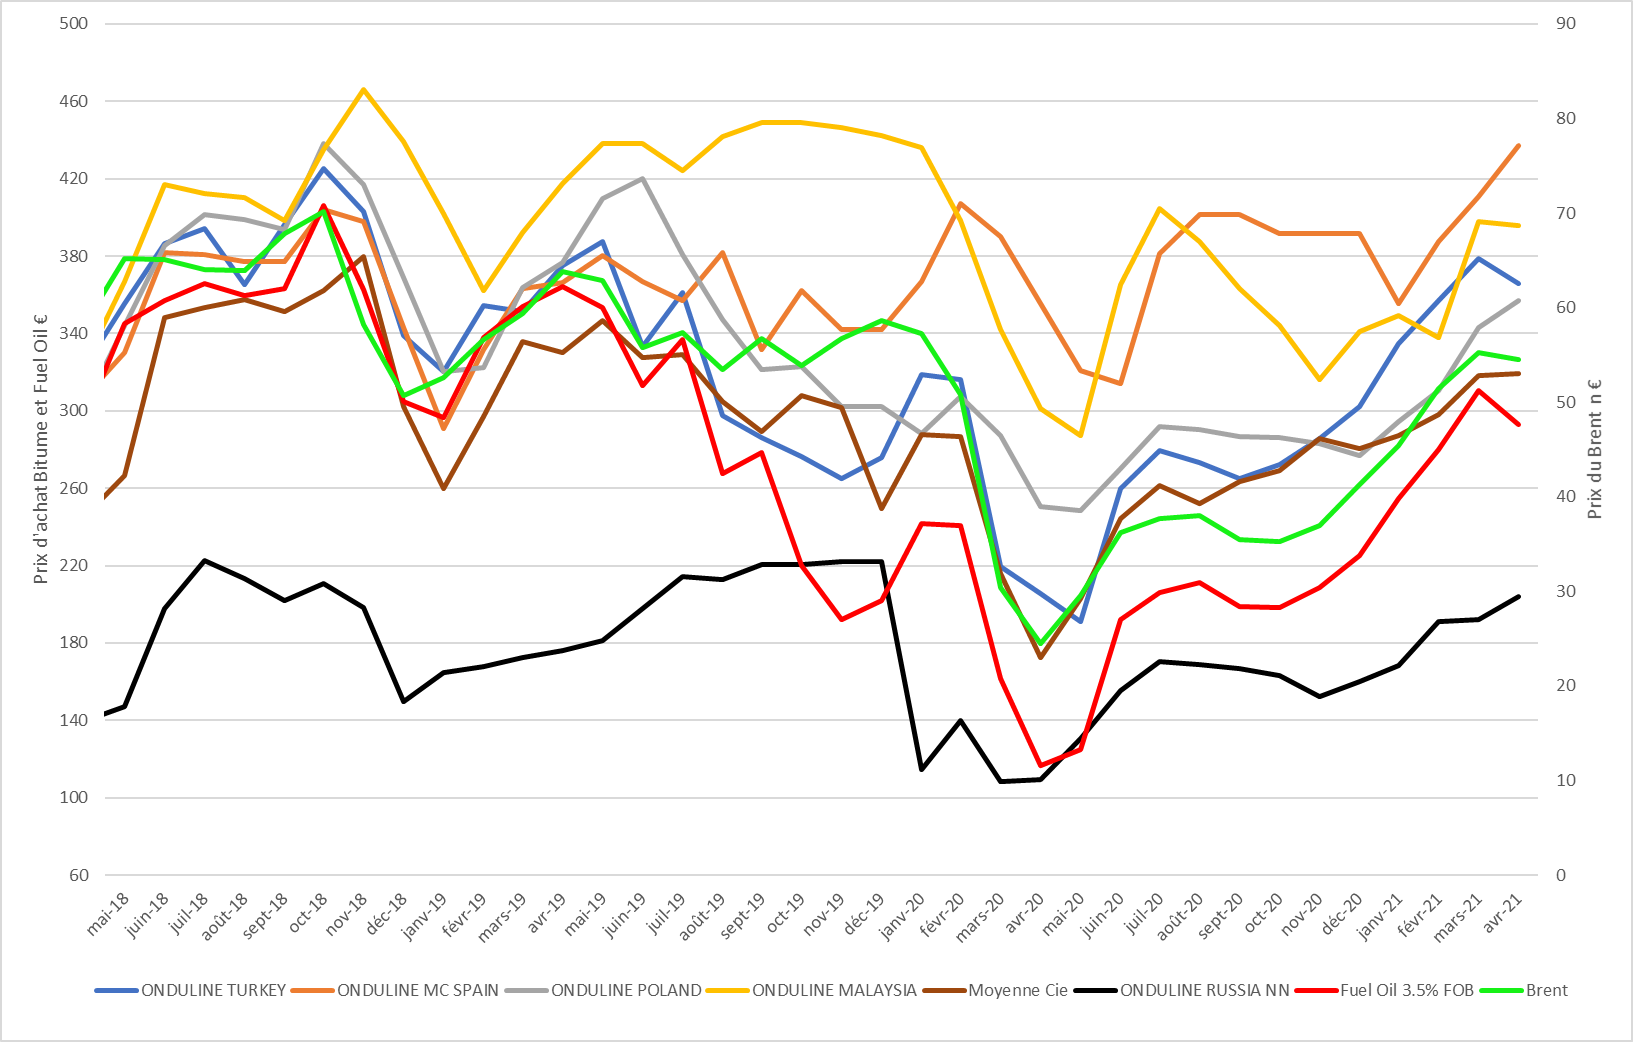 500
460
420
380
340
300
260
220
180
140
100
60
Prix d'achat Bitume et Fuel Oil €
90
80
70
60
50
40
30
20
10
0
Prix du Brent n €
mai-18
juin-18
juil-18
août-18
sept-18
oct-18
nov-18
déc-18
janv-19
févr-19
mars-19
avr-19
mai-19
juin-19
juil-19
août-19
sept-19
oct-19
nov-19
déc-19
janv-20
févr-20
mars-20
avr-20
mai-20
juin-20
juil-20
août-20
sept-20
oct-20
nov-20
déc-20
janv-21
févr-21
mars-21
avr-21
ONDULINE TURKEY ONDULINE MC SPAIN ONDULINE POLAND ONDULINE MALAYSIA Moyenne Cie ONDULINE RUSSIA NN Fuel Oil 3.5% FOB Brent